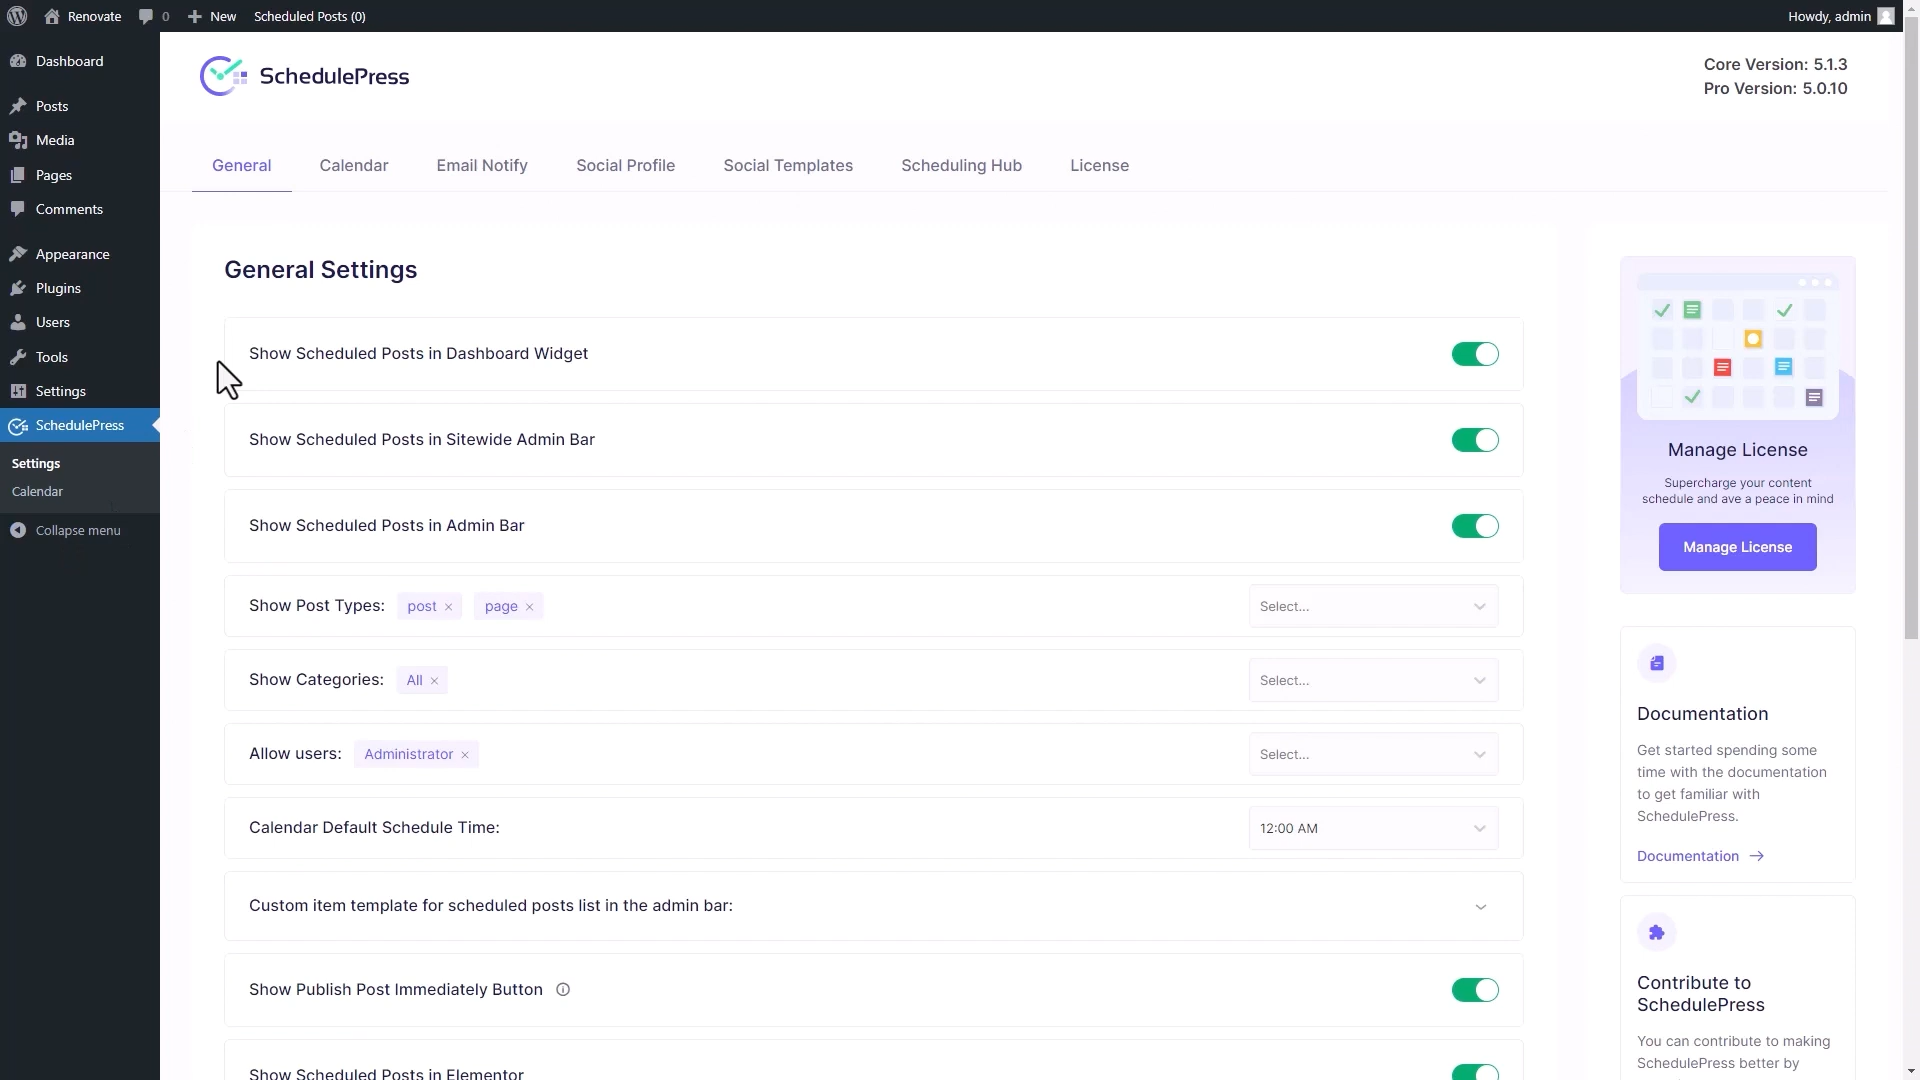 Renovate 0 New Scheduled Posts (0) Howdy, admin
Dashboard
Posts
Media
Pages
Comments
Appearance
Plugins
Users
Tools
Settings
SchedulePress
Settings
Calendar
Collapse menu
SchedulePress
Core Version: 5.1.3
Pro Version: 5.0.10
General Calendar Email Notify Social Profile Social Templates Scheduling Hub License
General Settings
Show Scheduled Posts in Dashboard Widget
Show Scheduled Posts in Sitewide Admin Bar
Show Scheduled Posts in Admin Bar
Show Post Types: post × page × Select...
Show Categories: All × Select...
Allow users: Administrator × Select...
Calendar Default Schedule Time: 12:00 AM
Custom item template for scheduled posts list in the admin bar:
Show Publish Post Immediately Button
Show Scheduled Posts in Elementor
Manage License
Supercharge your content
schedule and ave a peace in mind
Manage License
Documentation
Get started spending some
time with the documentation
to get familiar with
SchedulePress.
Documentation →
Contribute to
SchedulePress
You can contribute to making
SchedulePress better by